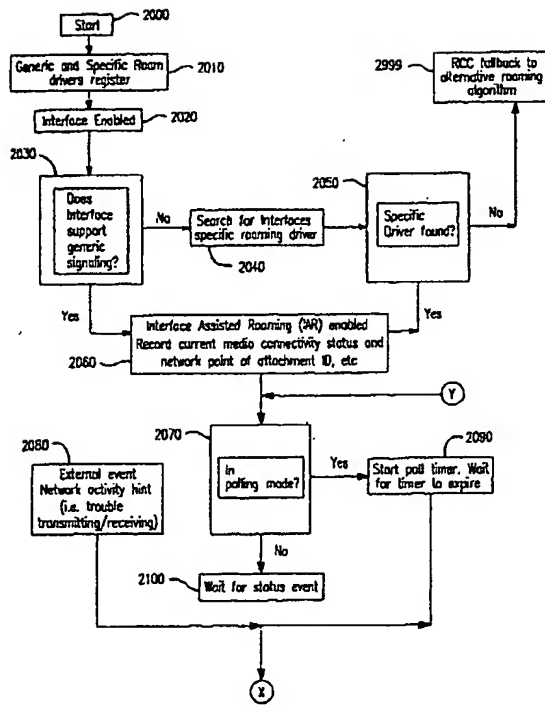 2000
Start
Generic and Specific Roam
drivers register
2010
Interface Enabled
2020
2999
RCC fallback to
alternative roaming
algorithm
2030
Does
Interface
support
generic
signaling?
No
Search for Interfaces
specific roaming driver
2040
2050
Specific
Driver found?
No
Yes
Yes
Interface Assisted Roaming (IAR) enabled
Record current media connectivity status and
network point of attachment ID, etc
2060
Y
2070
In
polling mode?
Yes
2090
Start poll timer. Wait
for timer to expire
2080
External event
Network activity hint
(i.e. trouble
transmitting/receiving)
No
2100
Wait for status event
X